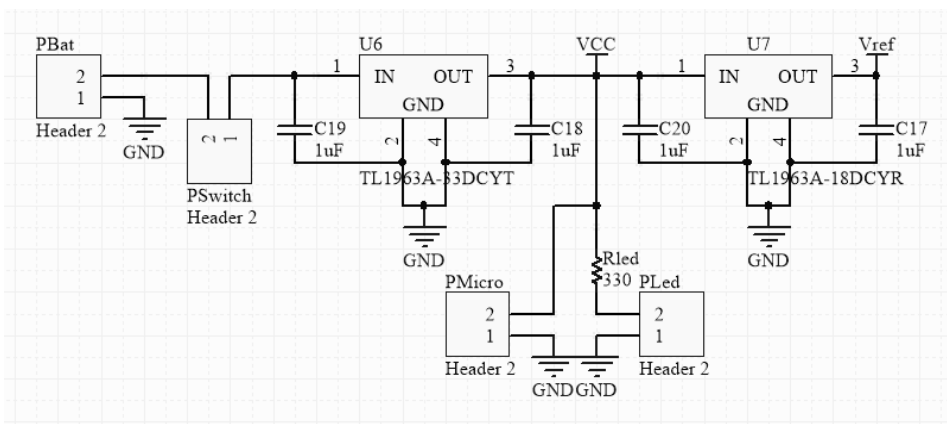 PBat
2
1
Header 2
GND
2
1
PSwitch
Header 2
U6
1
IN
OUT
3
GND
2
4
C19
1uF
C18
1uF
TL1963A-33DCYT
GND
VCC
U7
1
IN
OUT
3
GND
2
4
C20
1uF
Vref
C17
1uF
TL1963A-18DCYR
GND
Rled
330
PMicro
2
1
Header 2
GND
PLed
2
1
Header 2
GND